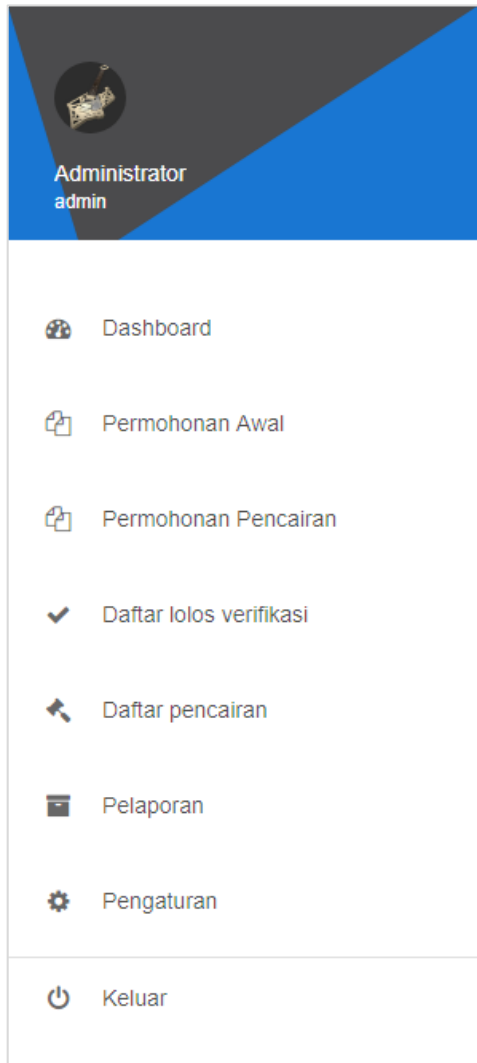 Administrator
admin
Dashboard
Permohonan Awal
Permohonan Pencairan
Daftar lolos verifikasi
Daftar pencairan
Pelaporan
Pengaturan
Keluar